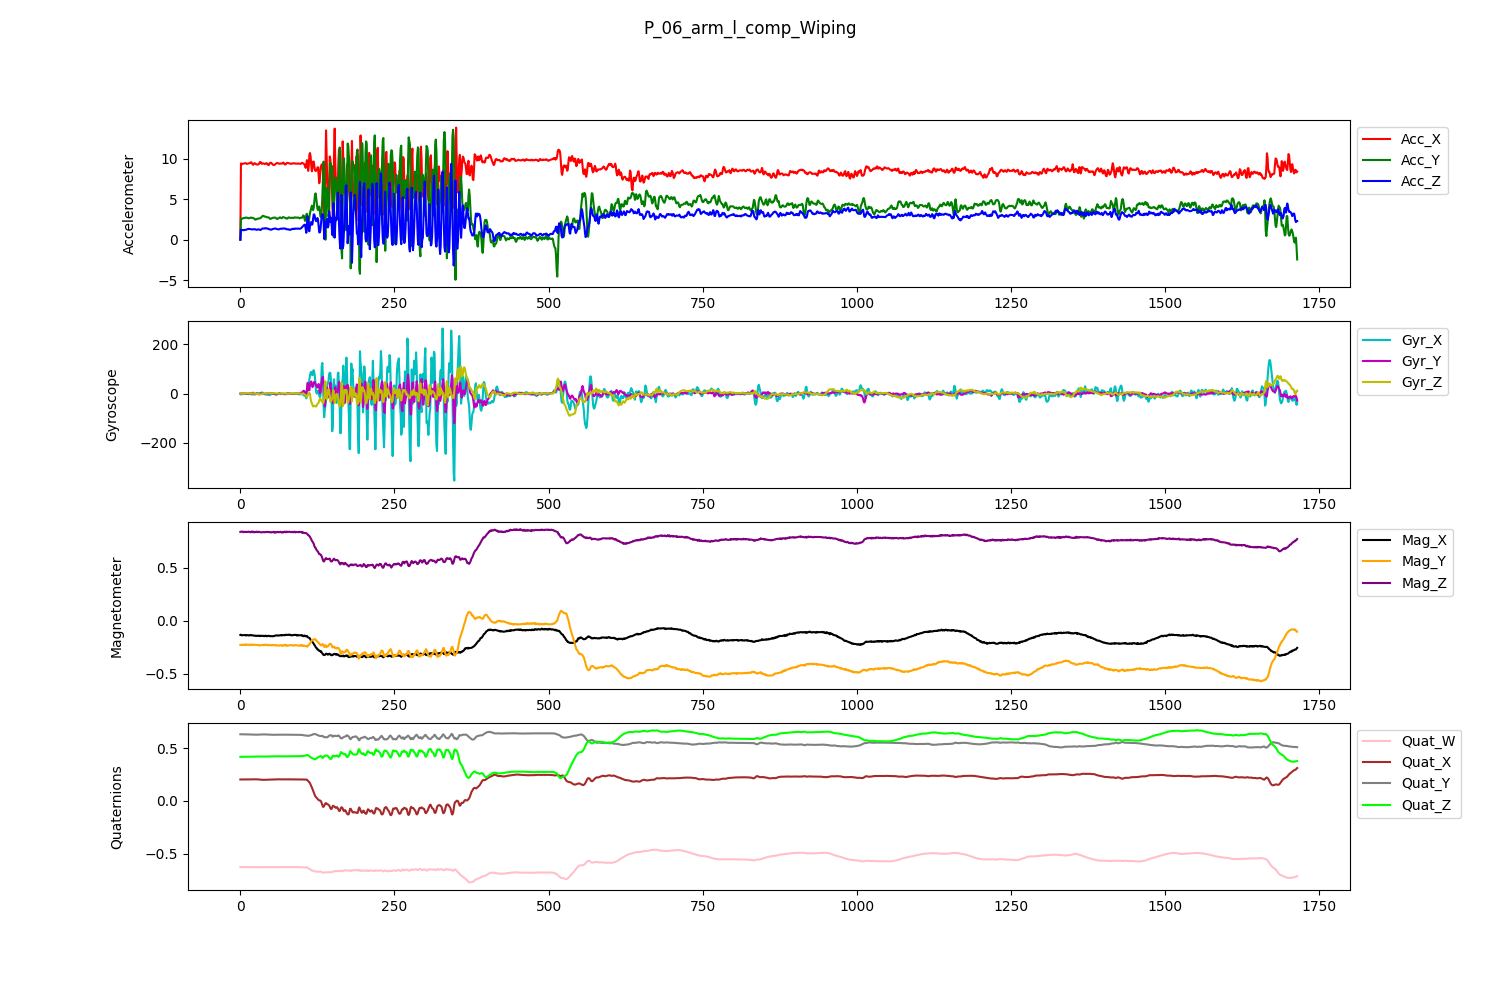 P_06_arm_l_comp_Wiping
Accelerometer
10
5
0
−5
0 250 500 750 1000 1250 1500 1750
Acc_X
Acc_Y
Acc_Z
Gyroscope
200
0
−200
0 250 500 750 1000 1250 1500 1750
Gyr_X
Gyr_Y
Gyr_Z
Magnetometer
0.5
0.0
−0.5
0 250 500 750 1000 1250 1500 1750
Mag_X
Mag_Y
Mag_Z
Quaternions
0.5
0.0
−0.5
0 250 500 750 1000 1250 1500 1750
Quat_W
Quat_X
Quat_Y
Quat_Z